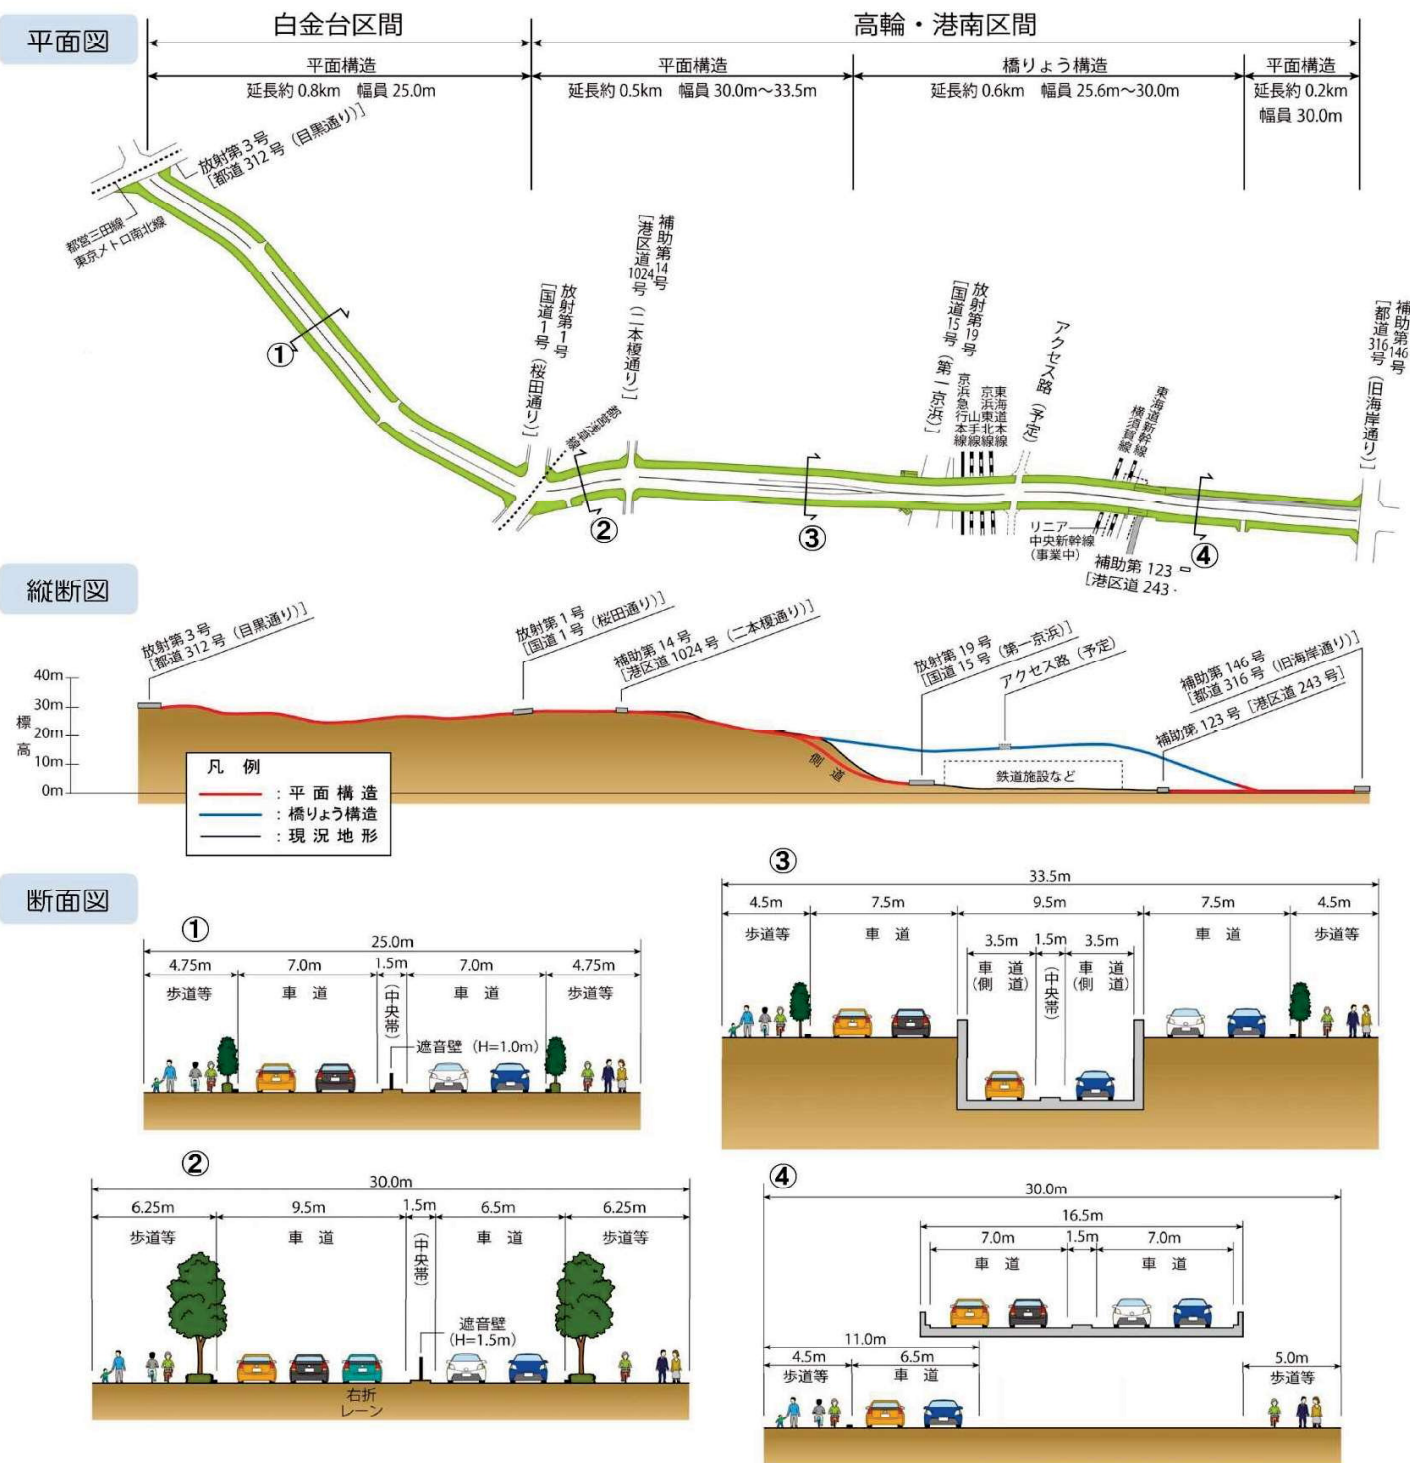 平面図
白金台区間
高輪・港南区間
平面構造
延長約 0.8km 幅員 25.0m
平面構造
延長約 0.5km 幅員 30.0m～33.5m
橋りょう構造
延長約 0.6km 幅員 25.6m～30.0m
平面構造
延長約 0.2km
幅員 30.0m
放射第3号
[都道 312 号(目黒通り)]
都営三田線
東京メトロ南北線
①
放射第1号
[国道1号(桜田通り)]
補助第14号
[港区道1024号(二本榎通り)]
都営浅草線
②
③
放射第19号
[国道15号(第一京浜)]
京浜急行本線
山手線
京浜東北線
東海道本線
アクセス路(予定)
東海道新幹線
横須賀線
リニア
中央新幹線
(事業中)
補助第 123
[港区道 243
④
補助第146号
[都道316号(旧海岸通り)]
縦断図
放射第3号
[都道 312 号(目黒通り)]
放射第1号
[国道1号(桜田通り)]
補助第14号
[港区道1024号(二本榎通り)]
放射第19号
[国道15号(第一京浜)]
アクセス路(予定)
補助第146号
[都道316号(旧海岸通り)]
補助第123号[港区道243号]
標高
40m
30m
20m
10m
0m
側道
鉄道施設など
凡 例
:平 面 構 造
:橋りょう構造
:現 況 地 形
断面図
①
25.0m
4.75m 7.0m 1.5m 7.0m 4.75m
歩道等 車 道 (中央帯) 車 道 歩道等
遮音壁(H=1.0m)
②
30.0m
6.25m 9.5m 1.5m 6.5m 6.25m
歩道等 車 道 (中央帯) 車 道 歩道等
遮音壁
(H=1.5m)
右折
レーン
③
33.5m
4.5m 7.5m 9.5m 7.5m 4.5m
歩道等 車 道 車 道 歩道等
3.5m 1.5m 3.5m
車 道 (中央帯) 車 道
(側 道) (側 道)
④
30.0m
16.5m
7.0m 1.5m 7.0m
車 道 車 道
11.0m
4.5m 6.5m 5.0m
歩道等 車 道 歩道等